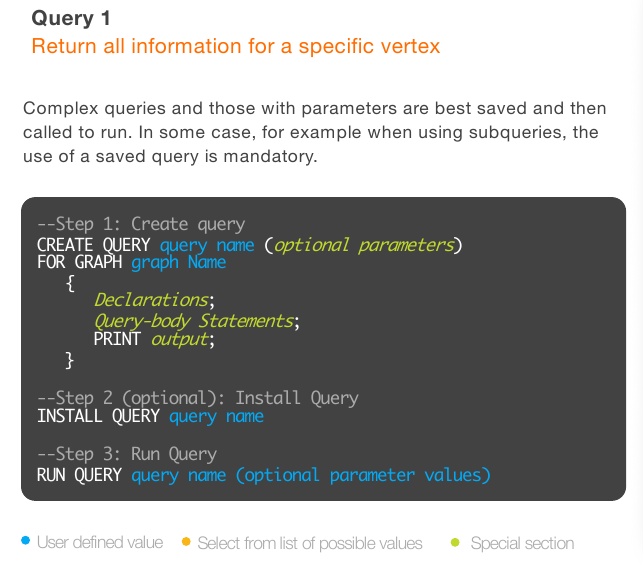 Query 1
Return all information for a specific vertex
Complex queries and those with parameters are best saved and then
called to run. In some case, for example when using subqueries, the
use of a saved query is mandatory.
--Step 1: Create query
CREATE QUERY query name (optional parameters)
FOR GRAPH graph Name
{
Declarations;
Query-body Statements;
PRINT output;
}
--Step 2 (optional): Install Query
INSTALL QUERY query name
--Step 3: Run Query
RUN QUERY query name (optional parameter values)
User defined value Select from list of possible values Special section